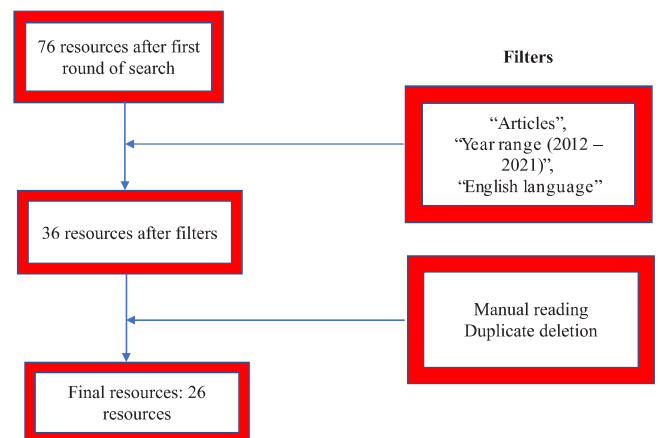 76 resources after first
round of search
Filters
“Articles”,
“Year range (2012 –
2021)”,
“English language”
36 resources after filters
Manual reading
Duplicate deletion
Final resources: 26
resources